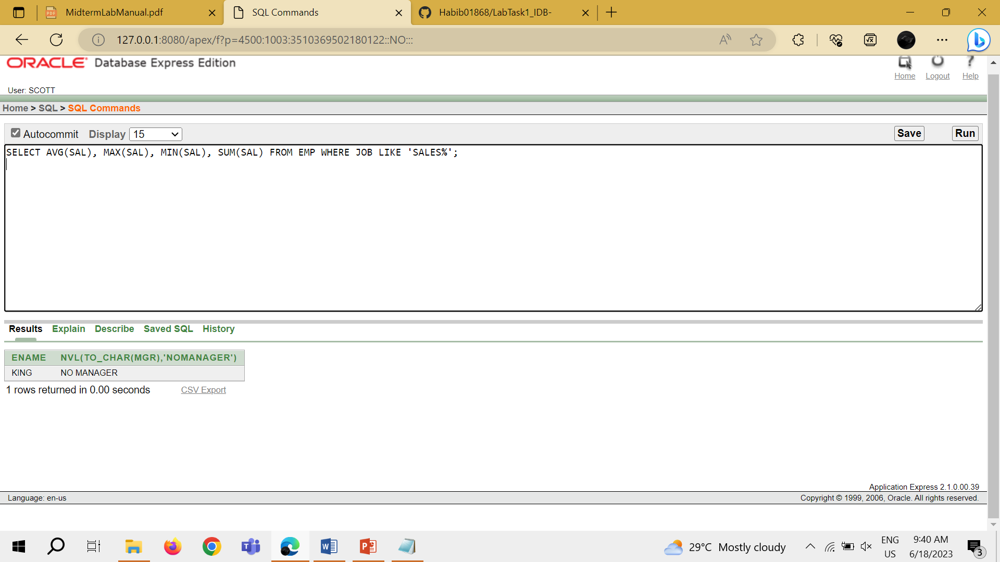 MidtermLabManual.pdf
SQL Commands
Habib01868/LabTask1_IDB-
127.0.0.1:8080/apex/f?p=4500:1003:3510369502180122::NO:::
ORACLE Database Express Edition
Home Logout Help
User: SCOTT
Home > SQL > SQL Commands
Autocommit Display 15 Save Run
SELECT AVG(SAL), MAX(SAL), MIN(SAL), SUM(SAL) FROM EMP WHERE JOB LIKE 'SALES%';
Results Explain Describe Saved SQL History
ENAME NVL(TO_CHAR(MGR),'NOMANAGER')
KING NO MANAGER
1 rows returned in 0.00 seconds CSV Export
Application Express 2.1.0.00.39
Language: en-us Copyright © 1999, 2006, Oracle. All rights reserved.
29°C Mostly cloudy
ENG
US
9:40 AM
6/18/2023
3